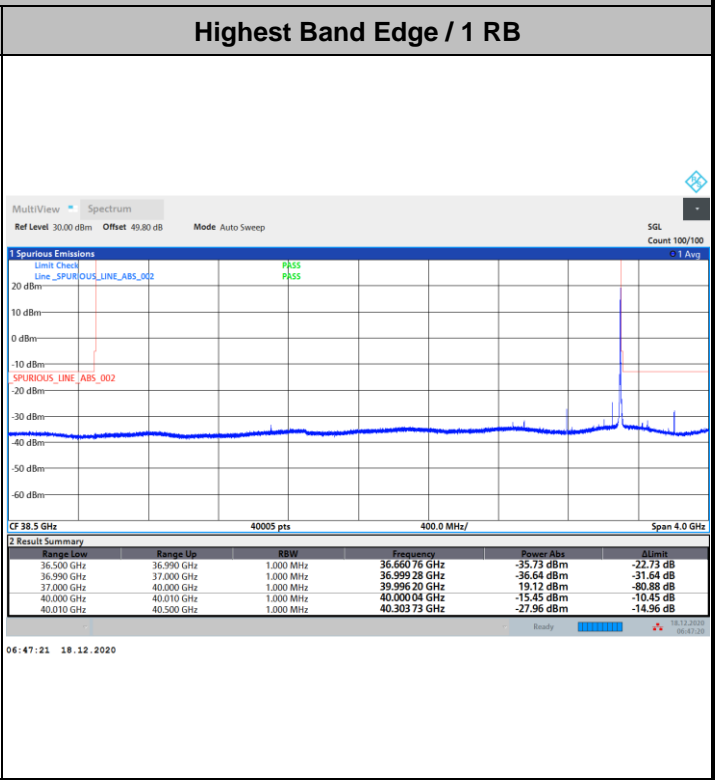 Highest Band Edge / 1 RB
MultiView Spectrum
Ref Level 30.00 dBm Offset 49.80 dB Mode Auto Sweep SGL
Count 100/100
1 Spurious Emissions 1 Avg
Limit Check PASS
Line _SPURIOUS_LINE_ABS_002 PASS
20 dBm
10 dBm
0 dBm
-10 dBm
_SPURIOUS_LINE_ABS_002
-20 dBm
-30 dBm
-40 dBm
-50 dBm
-60 dBm
CF 38.5 GHz 40005 pts 400.0 MHz/ Span 4.0 GHz
2 Result Summary
Range Low Range Up RBW Frequency Power Abs ΔLimit
36.500 GHz 36.990 GHz 1.000 MHz 36.660 76 GHz -35.73 dBm -22.73 dB
36.990 GHz 37.000 GHz 1.000 MHz 36.999 28 GHz -36.64 dBm -31.64 dB
37.000 GHz 40.000 GHz 1.000 MHz 39.996 20 GHz 19.12 dBm -80.88 dB
40.000 GHz 40.010 GHz 1.000 MHz 40.000 04 GHz -15.45 dBm -10.45 dB
40.010 GHz 40.500 GHz 1.000 MHz 40.303 73 GHz -27.96 dBm -14.96 dB
Ready 18.12.2020
06:47:20
06:47:21 18.12.2020